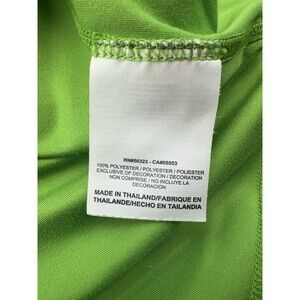 RN#56323 - CA#05553
100% POLYESTER / POLYESTER / POLIESTER
EXCLUSIVE OF DECORATION / DECORATION
NON COMPRISE / NO INCLUYE LA
DECORACION
MADE IN THAILAND/FABRIQUE EN
THAILANDE/HECHO EN TAILANDIA